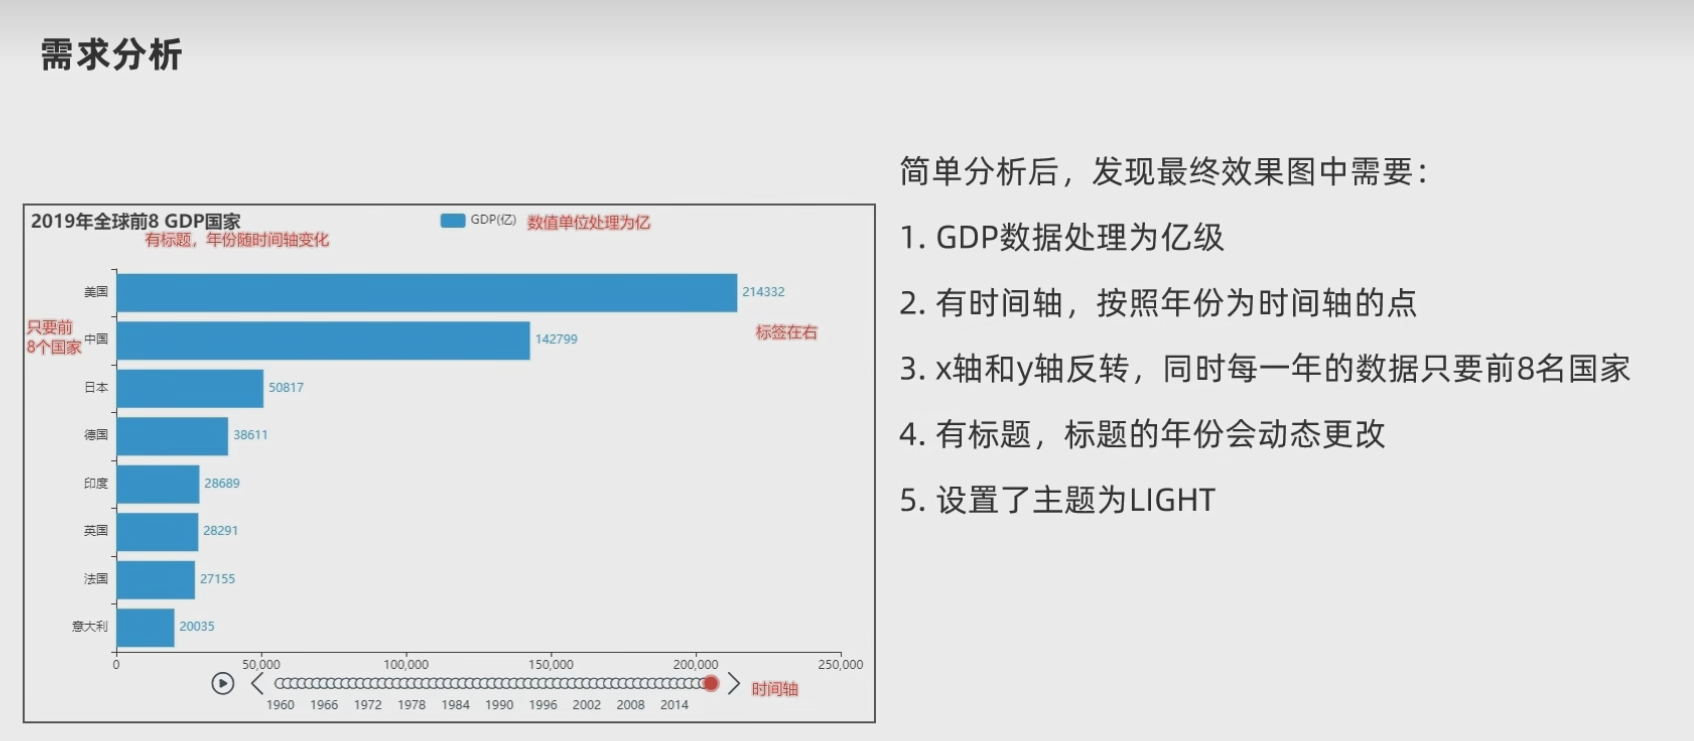 需求分析
2019年全球前8 GDP国家
GDP(亿)
数值单位处理为亿
有标题，年份随时间轴变化
美国
214332
只要前
8个国家
中国
142799
标签在右
日本
50817
德国
38611
印度
28689
英国
28291
法国
27155
意大利
20035
0 50,000 100,000 150,000 200,000 250,000
时间轴
1960 1966 1972 1978 1984 1990 1996 2002 2008 2014
简单分析后，发现最终效果图中需要：
1. GDP数据处理为亿级
2. 有时间轴，按照年份为时间轴的点
3. x轴和y轴反转，同时每一年的数据只要前8名国家
4. 有标题，标题的年份会动态更改
5. 设置了主题为LIGHT